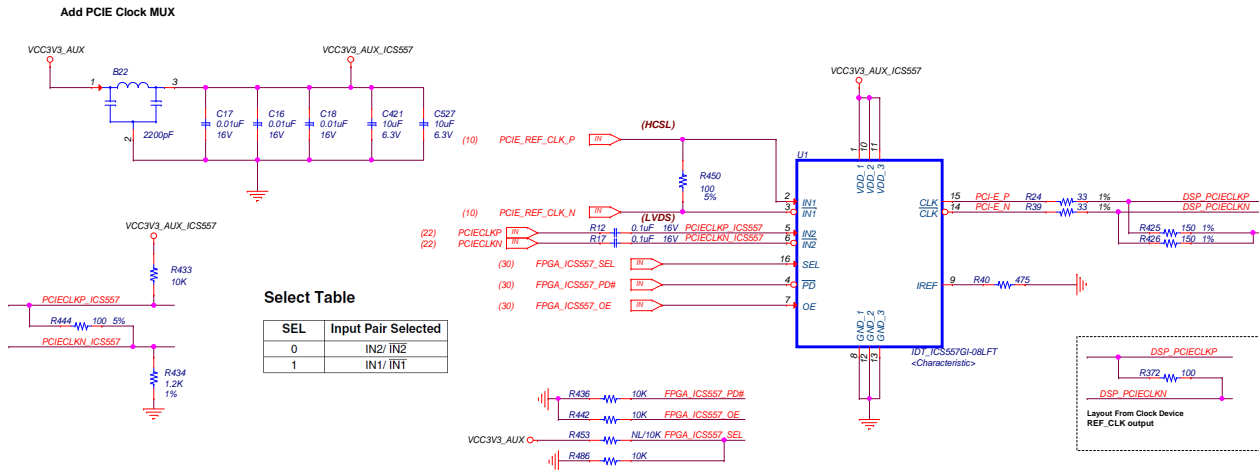 Add PCIE Clock MUX
VCC3V3_AUX
VCC3V3_AUX_ICS557
B22
1
3
2
2200pF
C17
0.01uF
16V
C16
0.01uF
16V
C18
0.01uF
16V
C421
10uF
6.3V
C527
10uF
6.3V
VCC3V3_AUX_ICS557
(HCSL)
(10) PCIE_REF_CLK_P IN
R450
100
5%
(10) PCIE_REF_CLK_N IN
(LVDS)
(22) PCIECLKP IN R12 0.1uF 16V PCIECLKP_ICS557
(22) PCIECLKN IN R17 0.1uF 16V PCIECLKN_ICS557
(30) FPGA_ICS557_SEL IN
(30) FPGA_ICS557_PD# IN
(30) FPGA_ICS557_OE IN
U1
1 10 11
VDD_1 VDD_2 VDD_3
2 IN1
3 IN1
5 IN2
6 IN2
16 SEL
4 PD
7 OE
CLK 15 PCI-E_P R24 33 1% DSP_PCIECLKP
CLK 14 PCI-E_N R39 33 1% DSP_PCIECLKN
R425 150 1%
R426 150 1%
IREF 9 R40 475
GND_1 GND_2 GND_3
8 12 13
IDT_ICS557GI-08LFT
<Characteristic>
VCC3V3_AUX_ICS557
R433
10K
PCIECLKP_ICS557
R444 100 5%
PCIECLKN_ICS557
R434
1.2K
1%
Select Table
SEL Input Pair Selected
0 IN2/ IN2
1 IN1/ IN1
R436 10K FPGA_ICS557_PD#
R442 10K FPGA_ICS557_OE
VCC3V3_AUX R453 NL/10K FPGA_ICS557_SEL
R486 10K
DSP_PCIECLKP
R372 100
DSP_PCIECLKN
Layout From Clock Device
REF_CLK output